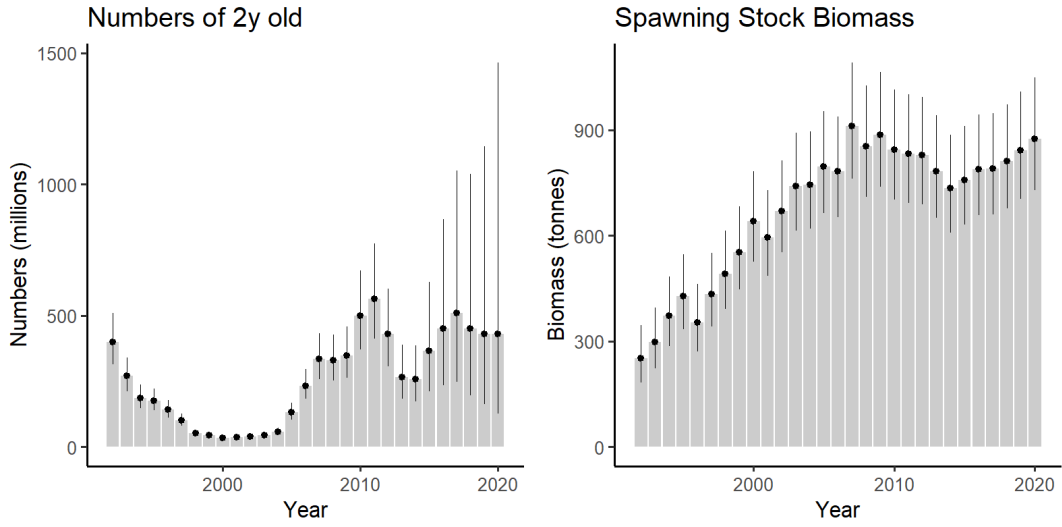 Numbers of 2y old
Numbers (millions)
1500
1000
500
0
2000
2010
2020
Year
Spawning Stock Biomass
Biomass (tonnes)
900
600
300
0
2000
2010
2020
Year